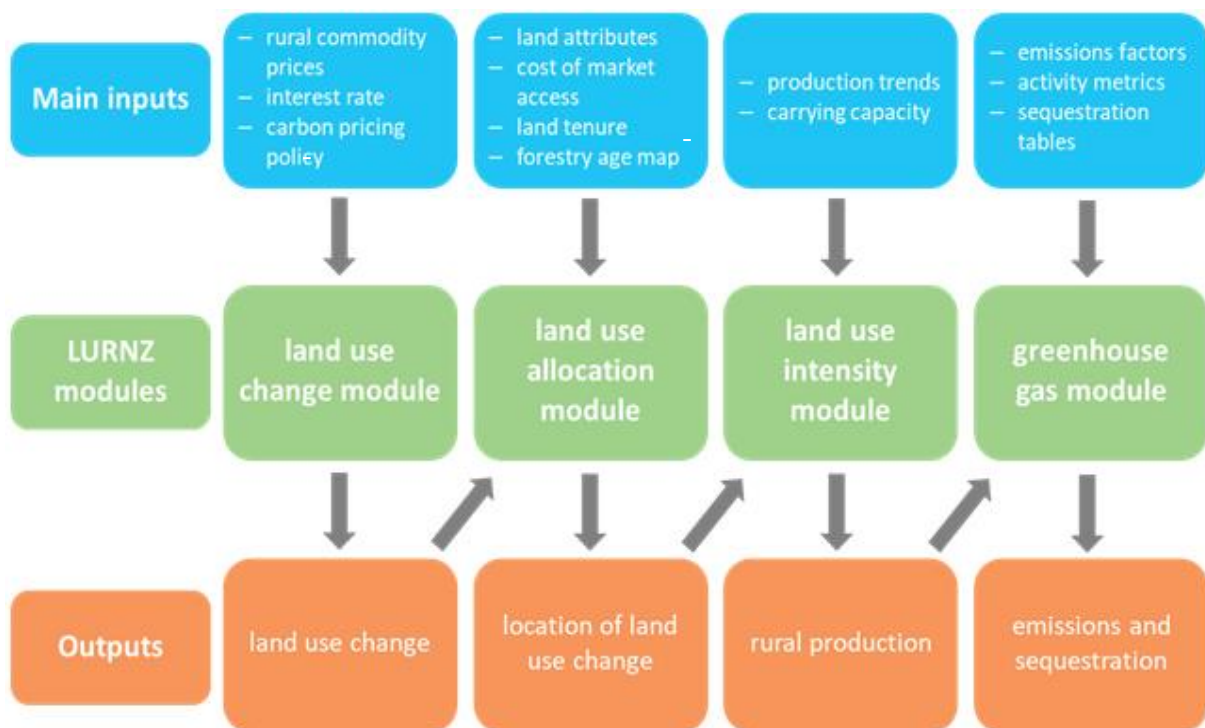 Main inputs
– rural commodity
prices
– interest rate
– carbon pricing
policy
– land attributes
– cost of market
access
– land tenure
– forestry age map
– production trends
– carrying capacity
– emissions factors
– activity metrics
– sequestration
tables
LURNZ
modules
land use
change module
land use
allocation
module
land use
intensity
module
greenhouse
gas module
Outputs
land use change
location of land
use change
rural production
emissions and
sequestration